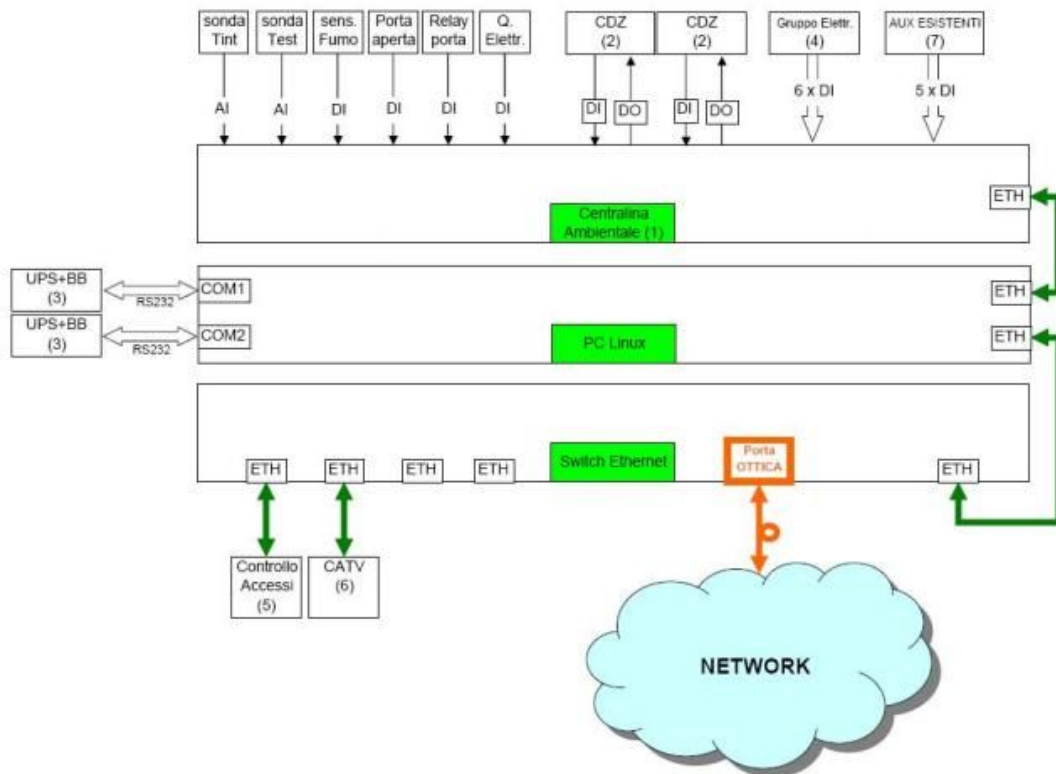 sonda
Tint
sonda
Test
sens.
Fumo
Porta
aperta
Relay
porta
Q.
Elettr.
CDZ
(2)
CDZ
(2)
Gruppo Elettr.
(4)
AUX ESISTENTI
(7)
AI
AI
DI
DI
DI
DI
DI
DO
DI
DO
6 x DI
5 x DI
ETH
Centralina
Ambientale (1)
UPS+BB
(3)
RS232
COM1
ETH
UPS+BB
(3)
RS232
COM2
PC Linux
ETH
ETH
ETH
ETH
ETH
Switch Ethernet
Porta
OTTICA
ETH
Controllo
Accessi
(5)
CATV
(6)
NETWORK